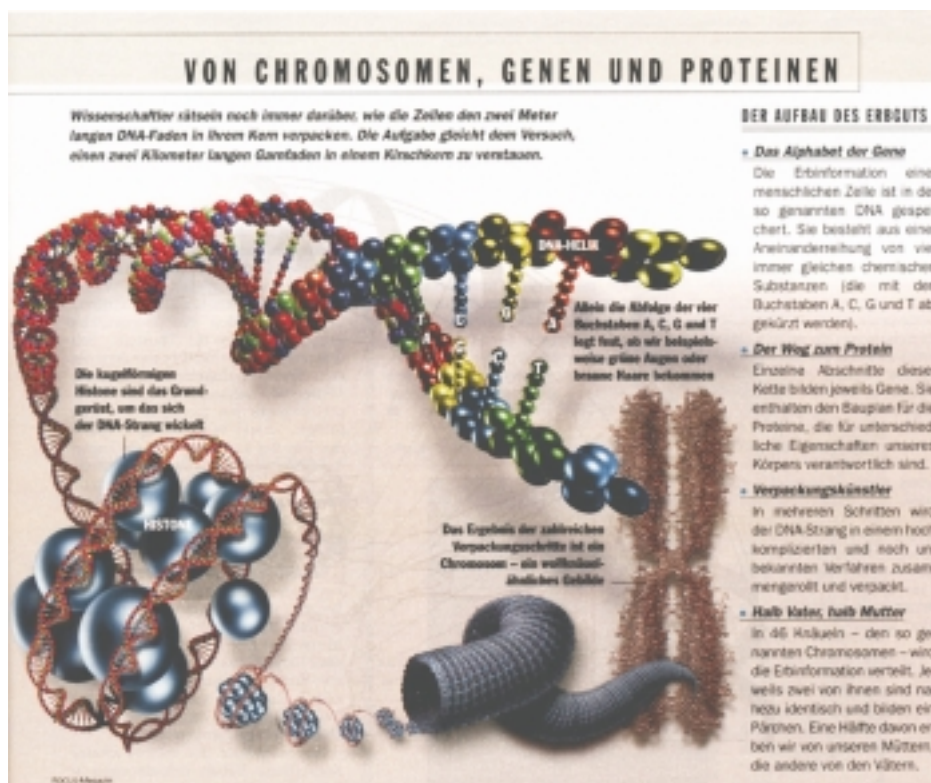 VON CHROMOSOMEN, GENEN UND PROTEINEN
Wissenschaftler rätseln noch immer darüber, wie die Zellen den zwei Meter
langen DNA-Faden in ihrem Kern verpacken. Die Aufgabe gleicht dem Versuch,
einen zwei Kilometer langen Garnfaden in einem Kirschkern zu verstauen.
DNA-HELIX
T
G
G
A
A
C
C
T
Allein die Abfolge der vier
Buchstaben A, C, G und T
legt fest, ob wir beispiels-
weise grüne Augen oder
braune Haare bekommen
Die kugelförmigen
Histone sind das Grund-
gerüst, um das sich
der DNA-Strang wickelt
HISTONE
Das Ergebnis der zahlreichen
Verpackungsschritte ist ein
Chromosom – ein wollknäuel-
ähnliches Gebilde
FOCUS-Magazin
DER AUFBAU DES ERBGUTS
• Das Alphabet der Gene
Die Erbinformation eine
menschlichen Zelle ist in de
so genannten DNA gespei
chert. Sie besteht aus eine
Aneinanderreihung von vie
immer gleichen chemischen
Substanzen (die mit den
Buchstaben A, C, G und T ab
gekürzt werden).
• Der Weg zum Protein
Einzelne Abschnitte diese
Kette bilden jeweils Gene. Sie
enthalten den Bauplan für die
Proteine, die für unterschied
liche Eigenschaften unseres
Körpers verantwortlich sind.
• Verpackungskünstler
In mehreren Schritten wird
der DNA-Strang in einem hoch
komplizierten und noch un
bekannten Verfahren zusam
mengerollt und verpackt.
• Halb Vater, halb Mutter
In 46 Knäueln – den so ge
nannten Chromosomen – wird
die Erbinformation verteilt. Je
weils zwei von ihnen sind na
hezu identisch und bilden ein
Pärchen. Eine Hälfte davon er
ben wir von unseren Müttern,
die andere von den Vätern.